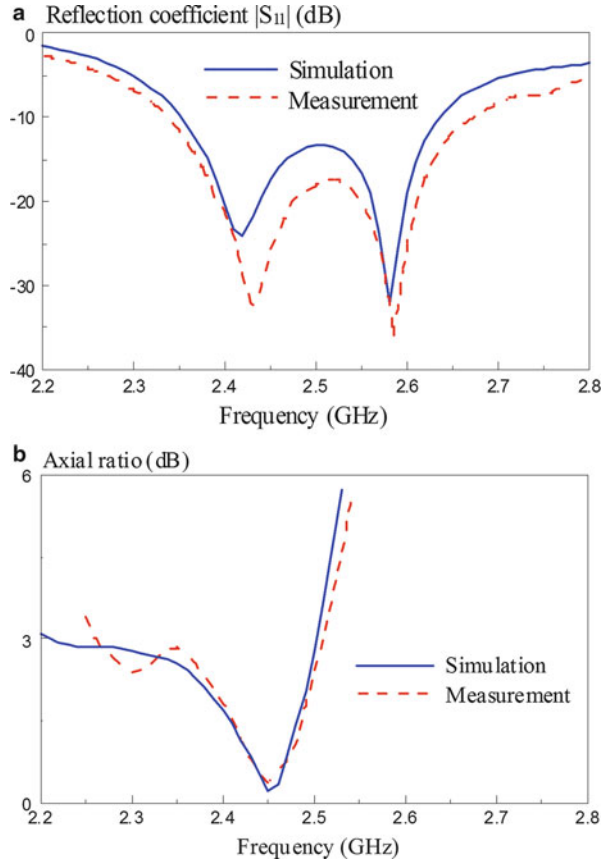 a Reflection coefficient |S₁₁| (dB)
0
Simulation
Measurement
-10
-20
-30
-40
2.2 2.3 2.4 2.5 2.6 2.7 2.8
Frequency (GHz)
b Axial ratio (dB)
6
3
Simulation
Measurement
0
2.2 2.3 2.4 2.5 2.6 2.7 2.8
Frequency (GHz)